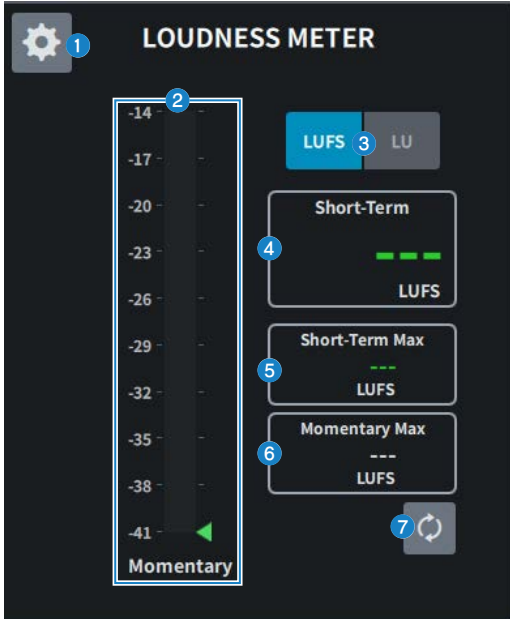 1
LOUDNESS METER
2
-14
-17
-20
-23
-26
-29
-32
-35
-38
-41
Momentary
LUFS 3 LU
4
Short-Term
---
LUFS
5
Short-Term Max
---
LUFS
6
Momentary Max
---
LUFS
7